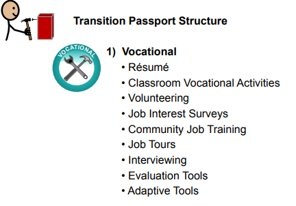 Transition Passport Structure
VOCATIONAL
1) Vocational
• Résumé
• Classroom Vocational Activities
• Volunteering
• Job Interest Surveys
• Community Job Training
• Job Tours
• Interviewing
• Evaluation Tools
• Adaptive Tools